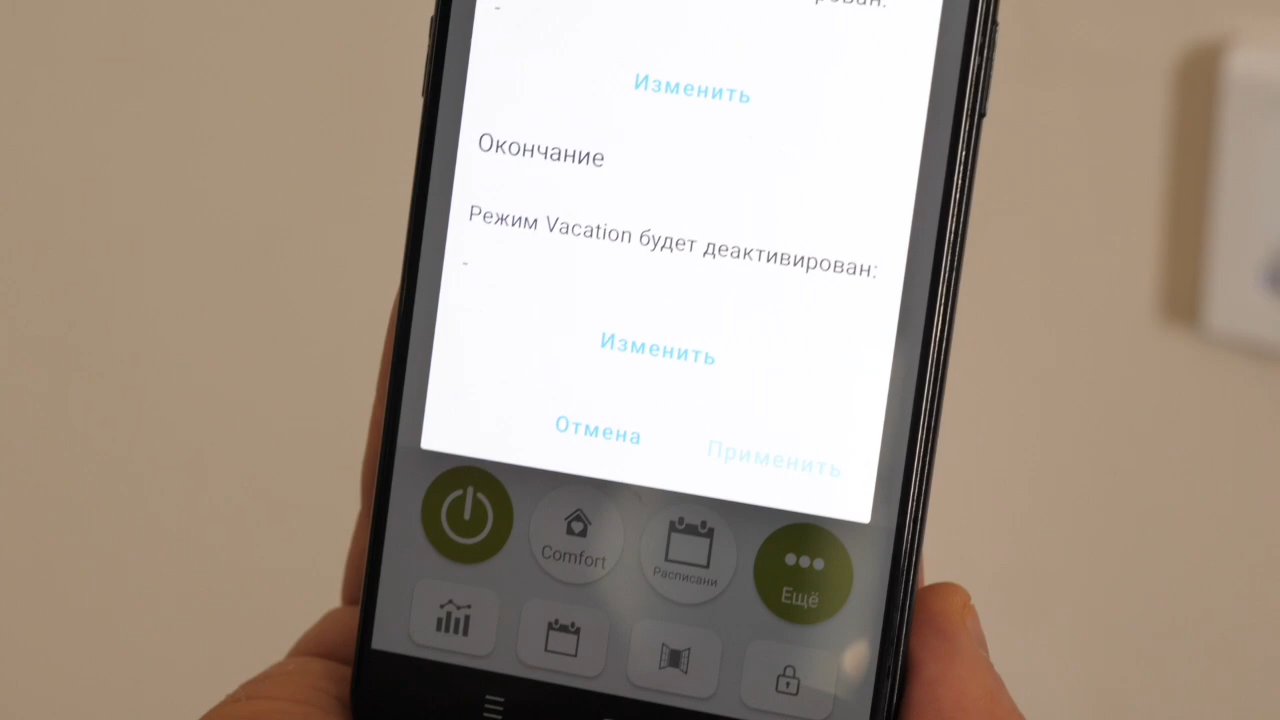 -
Изменить
Окончание
Режим Vacation будет деактивирован:
-
Изменить
Отмена Применить
Comfort Расписани Ещё